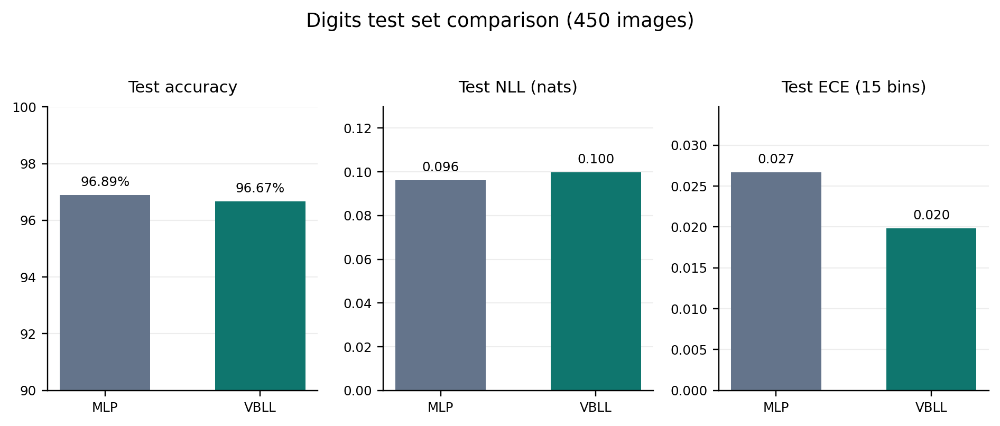 Digits test set comparison (450 images)
Test accuracy
100
98
96
94
92
90
96.89%
96.67%
MLP
VBLL
Test NLL (nats)
0.12
0.10
0.08
0.06
0.04
0.02
0.00
0.096
0.100
MLP
VBLL
Test ECE (15 bins)
0.030
0.025
0.020
0.015
0.010
0.005
0.000
0.027
0.020
MLP
VBLL